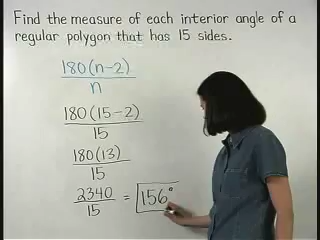 Find the measure of each interior angle of a
regular polygon that has 15 sides.
180(n-2)
n
180(15-2)
15
180(13)
15
2340
15
= 156°